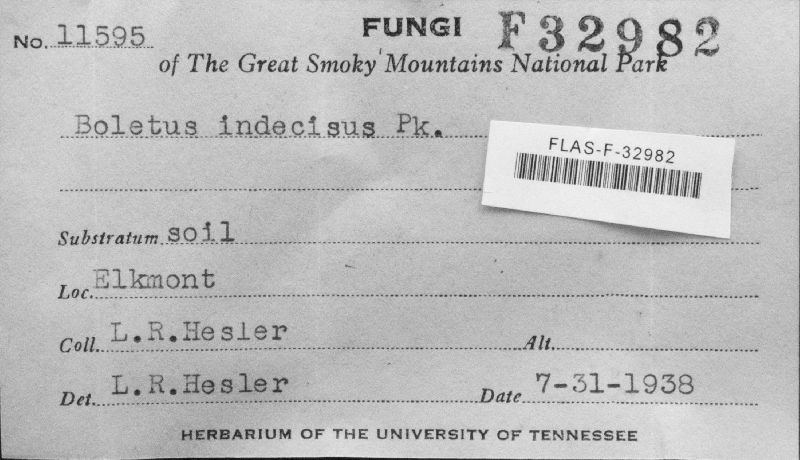 No. 11595 FUNGI F32982
of The Great Smoky Mountains National Park
Boletus indecisus Pk.
FLAS-F-32982
Substratum soil
Loc. Elkmont
Coll. L.R.Hesler Alt.
Det. L.R.Hesler Date 7-31-1938
HERBARIUM OF THE UNIVERSITY OF TENNESSEE